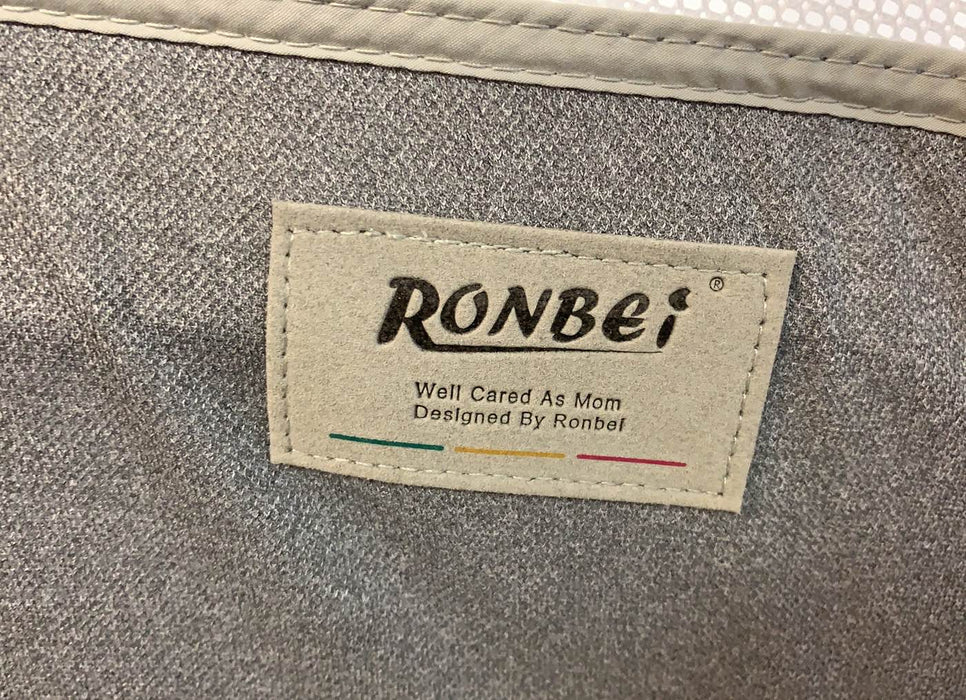 RONBEi ®
Well Cared As Mom
Designed By Ronbei